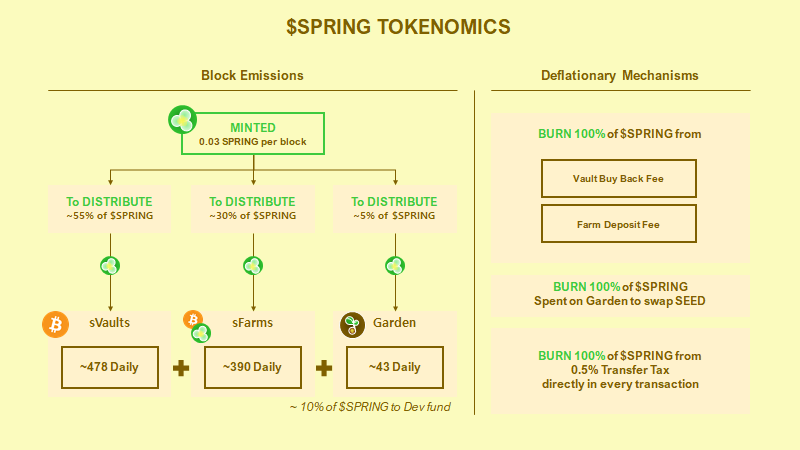 $SPRING TOKENOMICS
Block Emissions
MINTED
0.03 SPRING per block
To DISTRIBUTE
~55% of $SPRING
To DISTRIBUTE
~30% of $SPRING
To DISTRIBUTE
~5% of $SPRING
sVaults
~478 Daily
sFarms
~390 Daily
Garden
~43 Daily
~ 10% of $SPRING to Dev fund
Deflationary Mechanisms
BURN 100% of $SPRING from
Vault Buy Back Fee
Farm Deposit Fee
BURN 100% of $SPRING
Spent on Garden to swap SEED
BURN 100% of $SPRING from
0.5% Transfer Tax
directly in every transaction